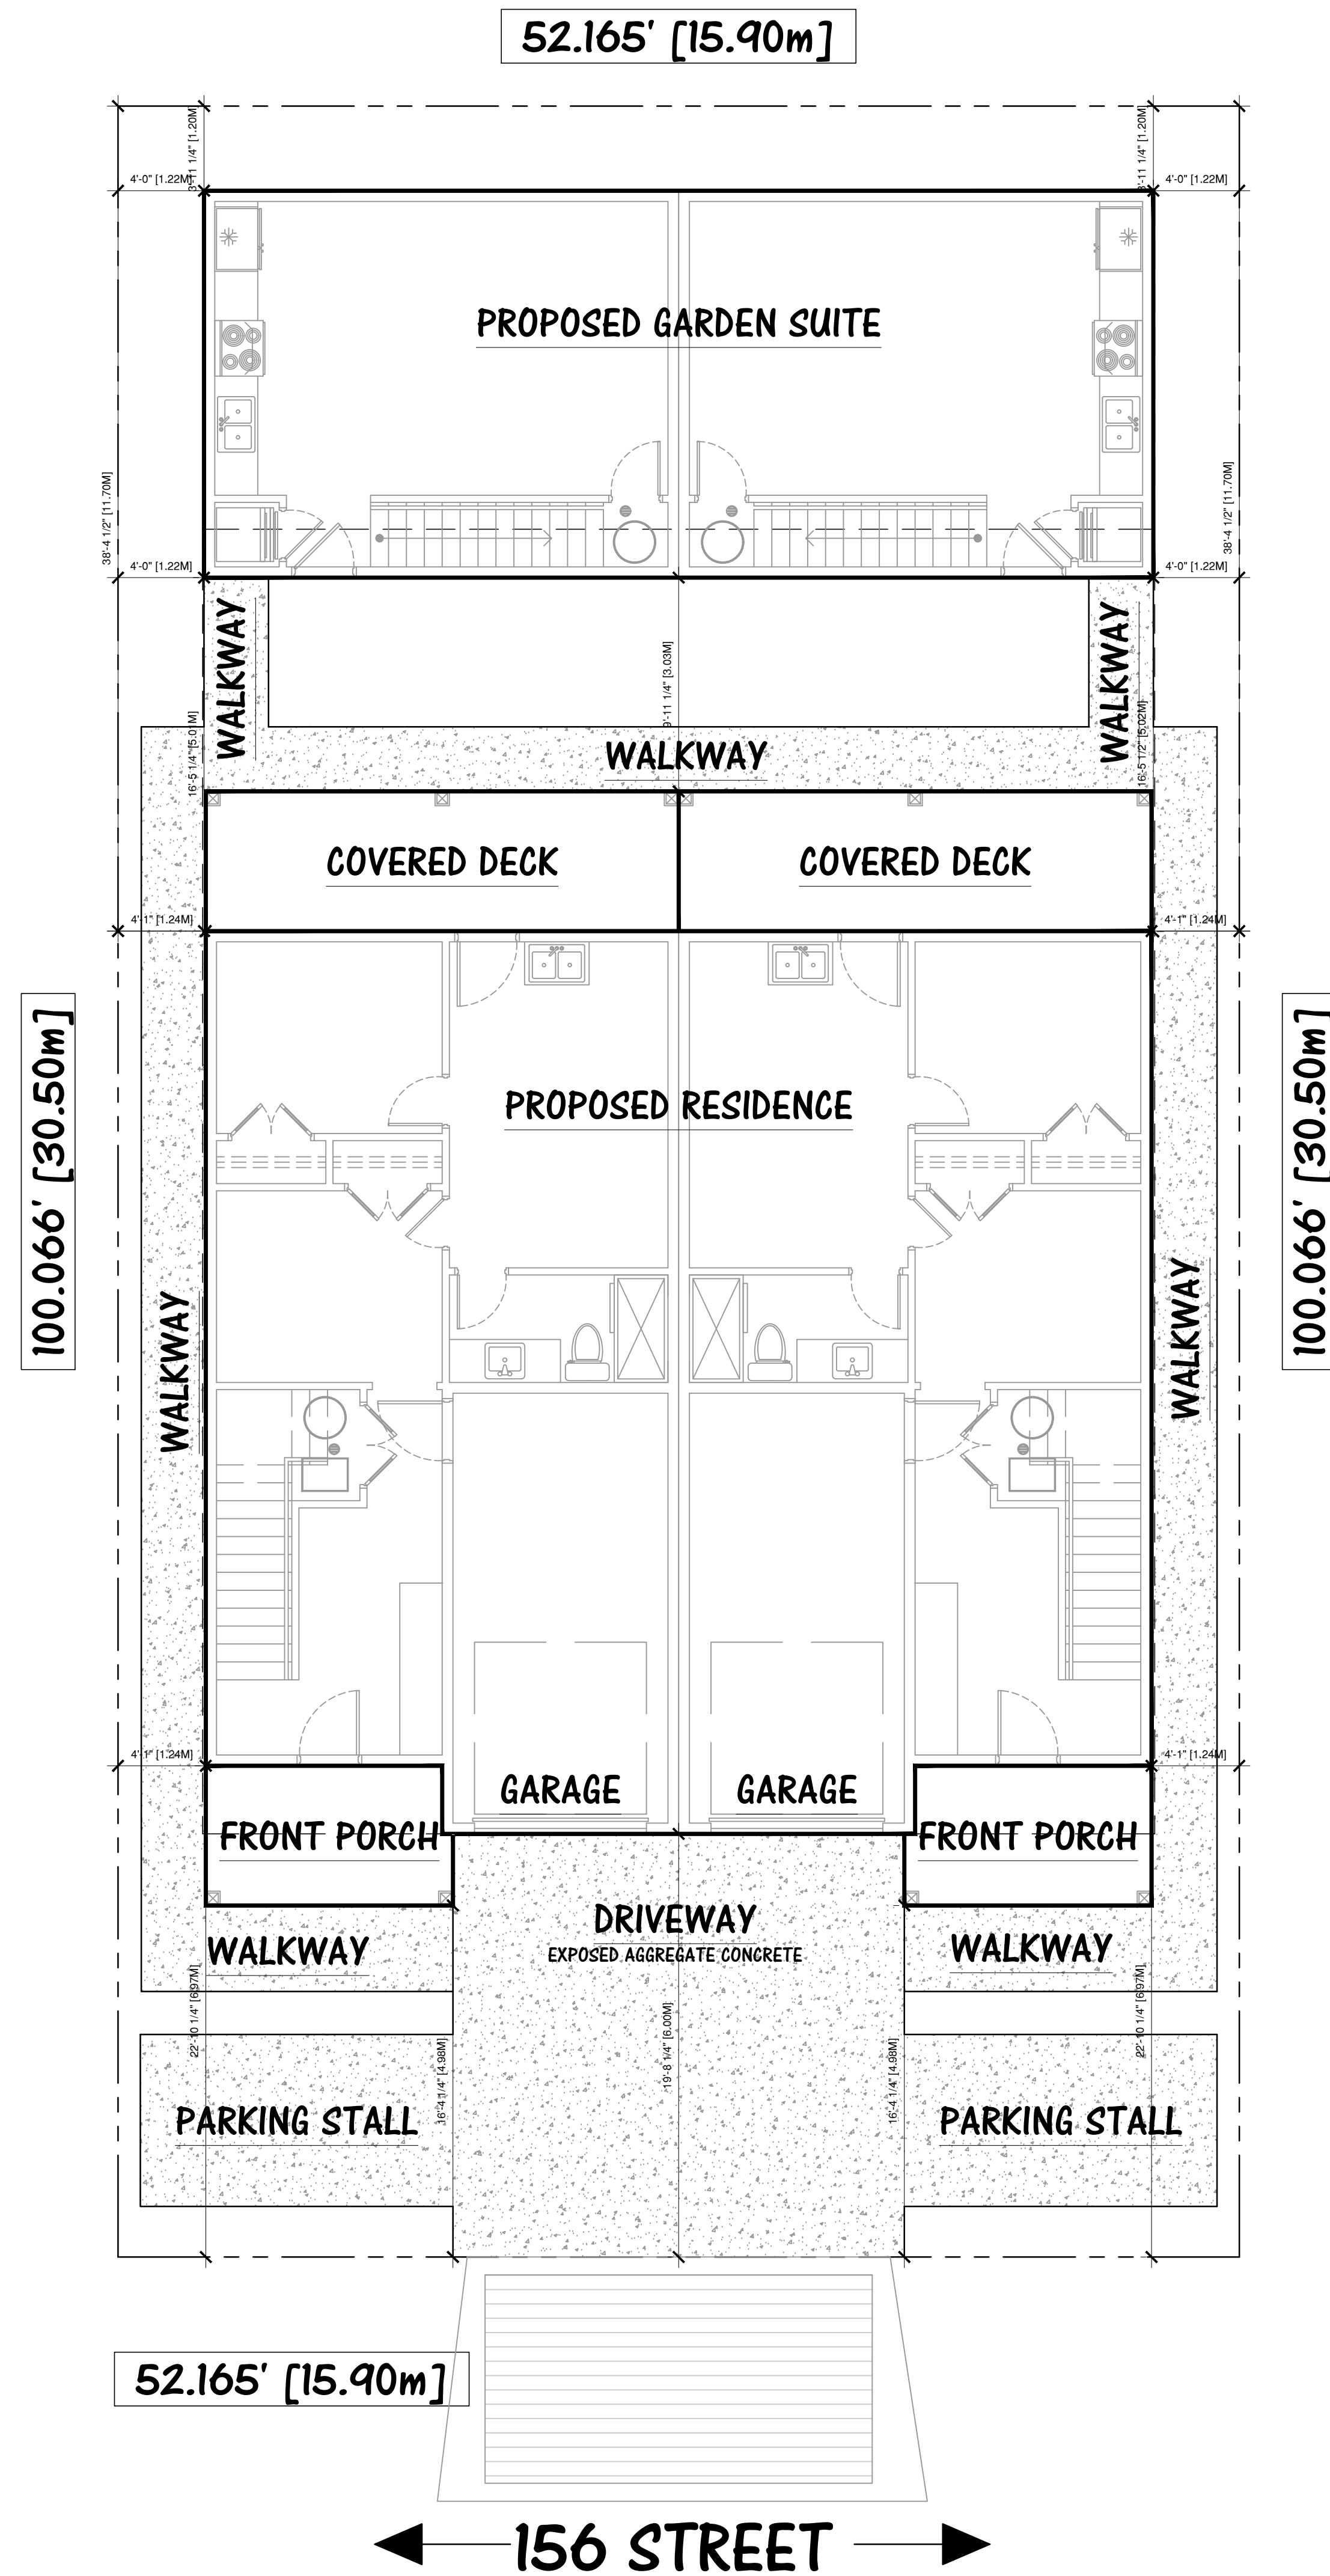 52.165' [15.90m]
3'-11 1/4" [1.20M]
3'-11 1/4" [1.20M]
4'-0" [1.22M]
4'-0" [1.22M]
PROPOSED GARDEN SUITE
38'-4 1/2" [11.70M]
38'-4 1/2" [11.70M]
4'-0" [1.22M]
4'-0" [1.22M]
WALKWAY
WALKWAY
9'-11 1/4" [3.03M]
16'-5 1/4" [5.01M]
16'-5 1/2" [5.02M]
WALKWAY
COVERED DECK
COVERED DECK
4'-1" [1.24M]
4'-1" [1.24M]
100.066' [30.50m]
100.066' [30.50m]
PROPOSED RESIDENCE
WALKWAY
WALKWAY
4'-1" [1.24M]
4'-1" [1.24M]
GARAGE
GARAGE
FRONT PORCH
FRONT PORCH
DRIVEWAY
EXPOSED AGGREGATE CONCRETE
WALKWAY
WALKWAY
22'-10 1/4" [6.97M]
22'-10 1/4" [6.97M]
16'-4 1/4" [4.98M]
19'-8 1/4" [6.00M]
16'-4 1/4" [4.98M]
PARKING STALL
PARKING STALL
52.165' [15.90m]
156 STREET